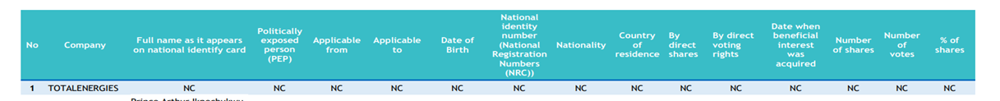 No
Company
Full name as it appears
on national identify card
Politically
exposed
person
(PEP)
Applicable
from
Applicable
to
Date of
Birth
National
identity
number
(National
Registration
Numbers
(NRC))
Nationality
Country
of
residence
By
direct
shares
By direct
voting
rights
Date when
beneficial
interest
was
acquired
Number
of shares
Number
of
votes
% of
shares
1 TOTALENERGIES NC NC NC NC NC NC NC NC NC NC NC NC NC NC
Prince Arthur